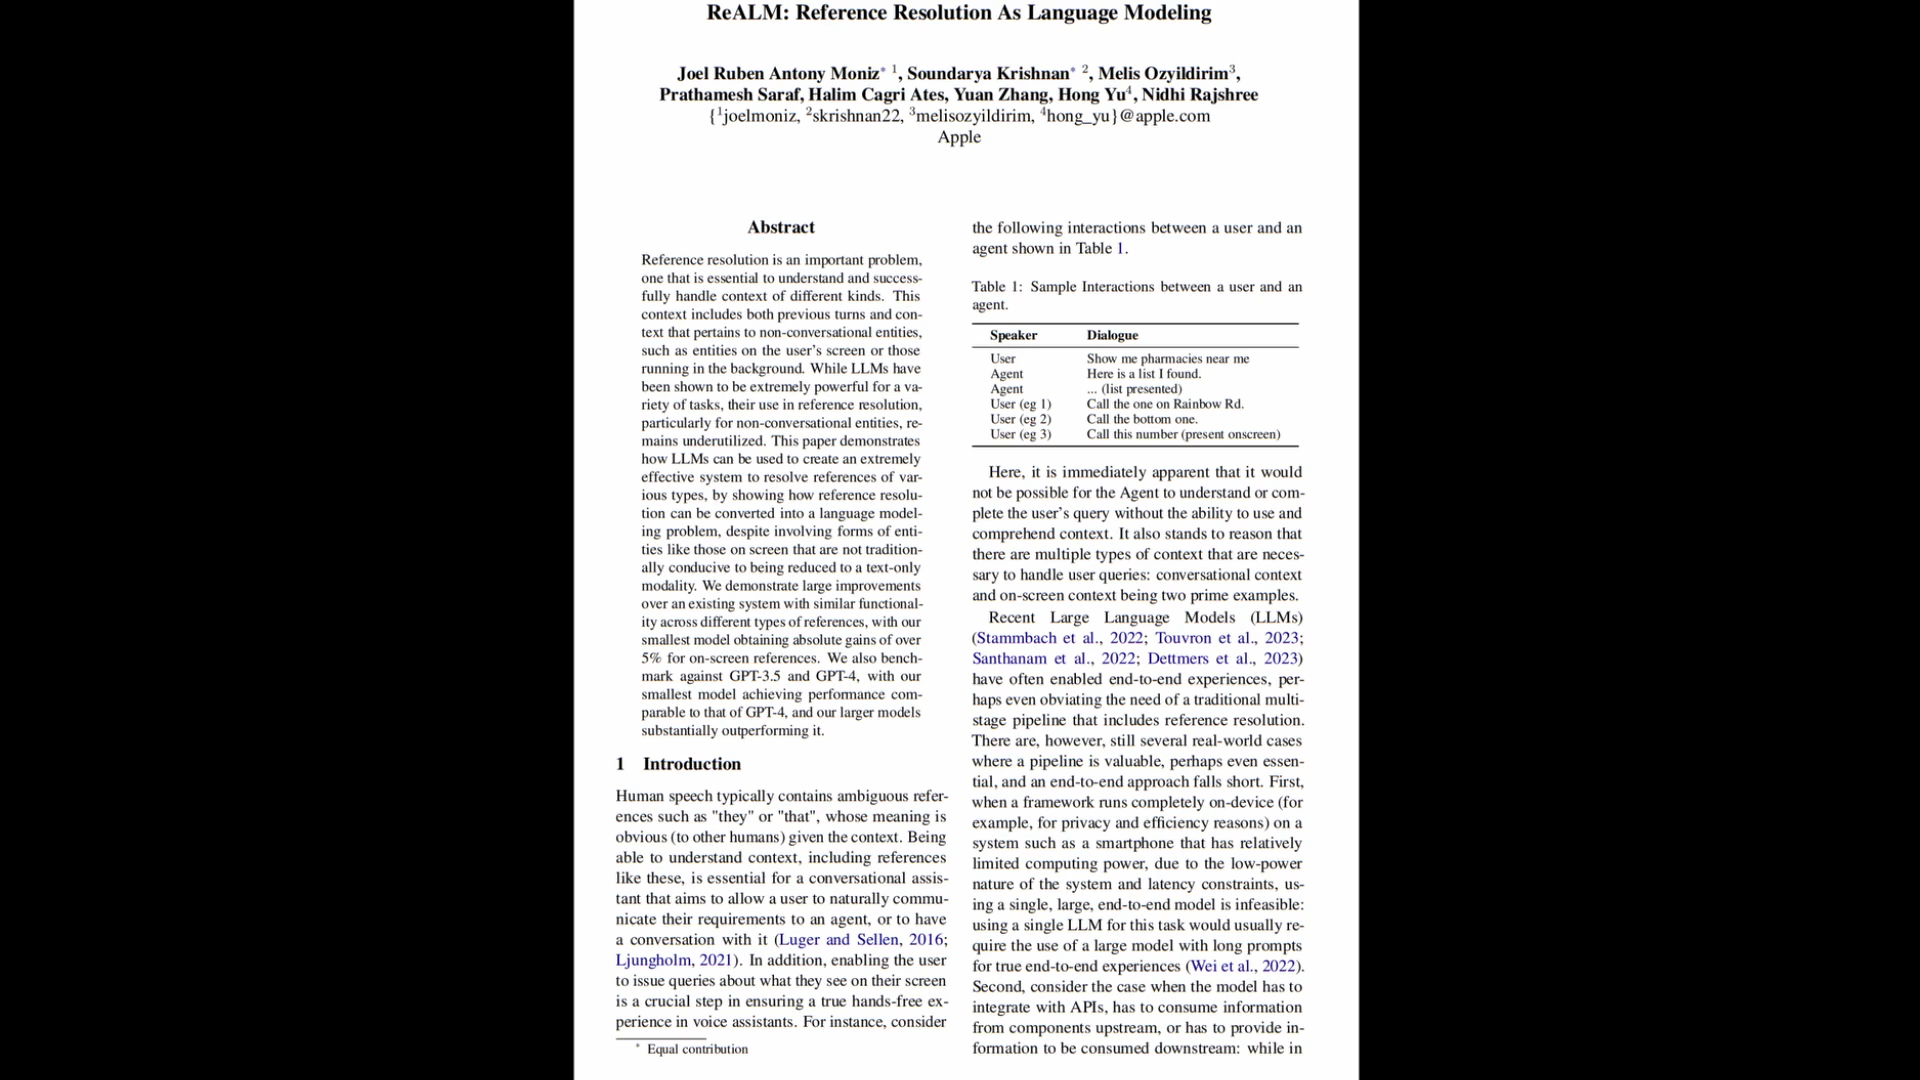 ReALM: Reference Resolution As Language Modeling
Joel Ruben Antony Moniz* 1, Soundarya Krishnan* 2, Melis Ozyildirim3,
Prathamesh Saraf, Halim Cagri Ates, Yuan Zhang, Hong Yu4, Nidhi Rajshree
{1joelmoniz, 2skrishnan22, 3melisozyildirim, 4hong_yu}@apple.com
Apple
Abstract
Reference resolution is an important problem,
one that is essential to understand and success-
fully handle context of different kinds. This
context includes both previous turns and con-
text that pertains to non-conversational entities,
such as entities on the user's screen or those
running in the background. While LLMs have
been shown to be extremely powerful for a va-
riety of tasks, their use in reference resolution,
particularly for non-conversational entities, re-
mains underutilized. This paper demonstrates
how LLMs can be used to create an extremely
effective system to resolve references of var-
ious types, by showing how reference resolu-
tion can be converted into a language model-
ing problem, despite involving forms of enti-
ties like those on screen that are not tradition-
ally conducive to being reduced to a text-only
modality. We demonstrate large improvements
over an existing system with similar functional-
ity across different types of references, with our
smallest model obtaining absolute gains of over
5% for on-screen references. We also bench-
mark against GPT-3.5 and GPT-4, with our
smallest model achieving performance com-
parable to that of GPT-4, and our larger models
substantially outperforming it.
1 Introduction
Human speech typically contains ambiguous refer-
ences such as "they" or "that", whose meaning is
obvious (to other humans) given the context. Being
able to understand context, including references
like these, is essential for a conversational assis-
tant that aims to allow a user to naturally commu-
nicate their requirements to an agent, or to have
a conversation with it (Luger and Sellen, 2016;
Ljungholm, 2021). In addition, enabling the user
to issue queries about what they see on their screen
is a crucial step in ensuring a true hands-free ex-
perience in voice assistants. For instance, consider
* Equal contribution
the following interactions between a user and an
agent shown in Table 1.
Table 1: Sample Interactions between a user and an
agent.
Speaker Dialogue
User Show me pharmacies near me
Agent Here is a list I found.
Agent ... (list presented)
User (eg 1) Call the one on Rainbow Rd.
User (eg 2) Call the bottom one.
User (eg 3) Call this number (present onscreen)
Here, it is immediately apparent that it would
not be possible for the Agent to understand or com-
plete the user's query without the ability to use and
comprehend context. It also stands to reason that
there are multiple types of context that are neces-
sary to handle user queries: conversational context
and on-screen context being two prime examples.
Recent Large Language Models (LLMs)
(Stammbach et al., 2022; Touvron et al., 2023;
Santhanam et al., 2022; Dettmers et al., 2023)
have often enabled end-to-end experiences, per-
haps even obviating the need of a traditional multi-
stage pipeline that includes reference resolution.
There are, however, still several real-world cases
where a pipeline is valuable, perhaps even essen-
tial, and an end-to-end approach falls short. First,
when a framework runs completely on-device (for
example, for privacy and efficiency reasons) on a
system such as a smartphone that has relatively
limited computing power, due to the low-power
nature of the system and latency constraints, us-
ing a single, large, end-to-end model is infeasible:
using a single LLM for this task would usually re-
quire the use of a large model with long prompts
for true end-to-end experiences (Wei et al., 2022).
Second, consider the case when the model has to
integrate with APIs, has to consume information
from components upstream, or has to provide in-
formation to be consumed downstream: while in